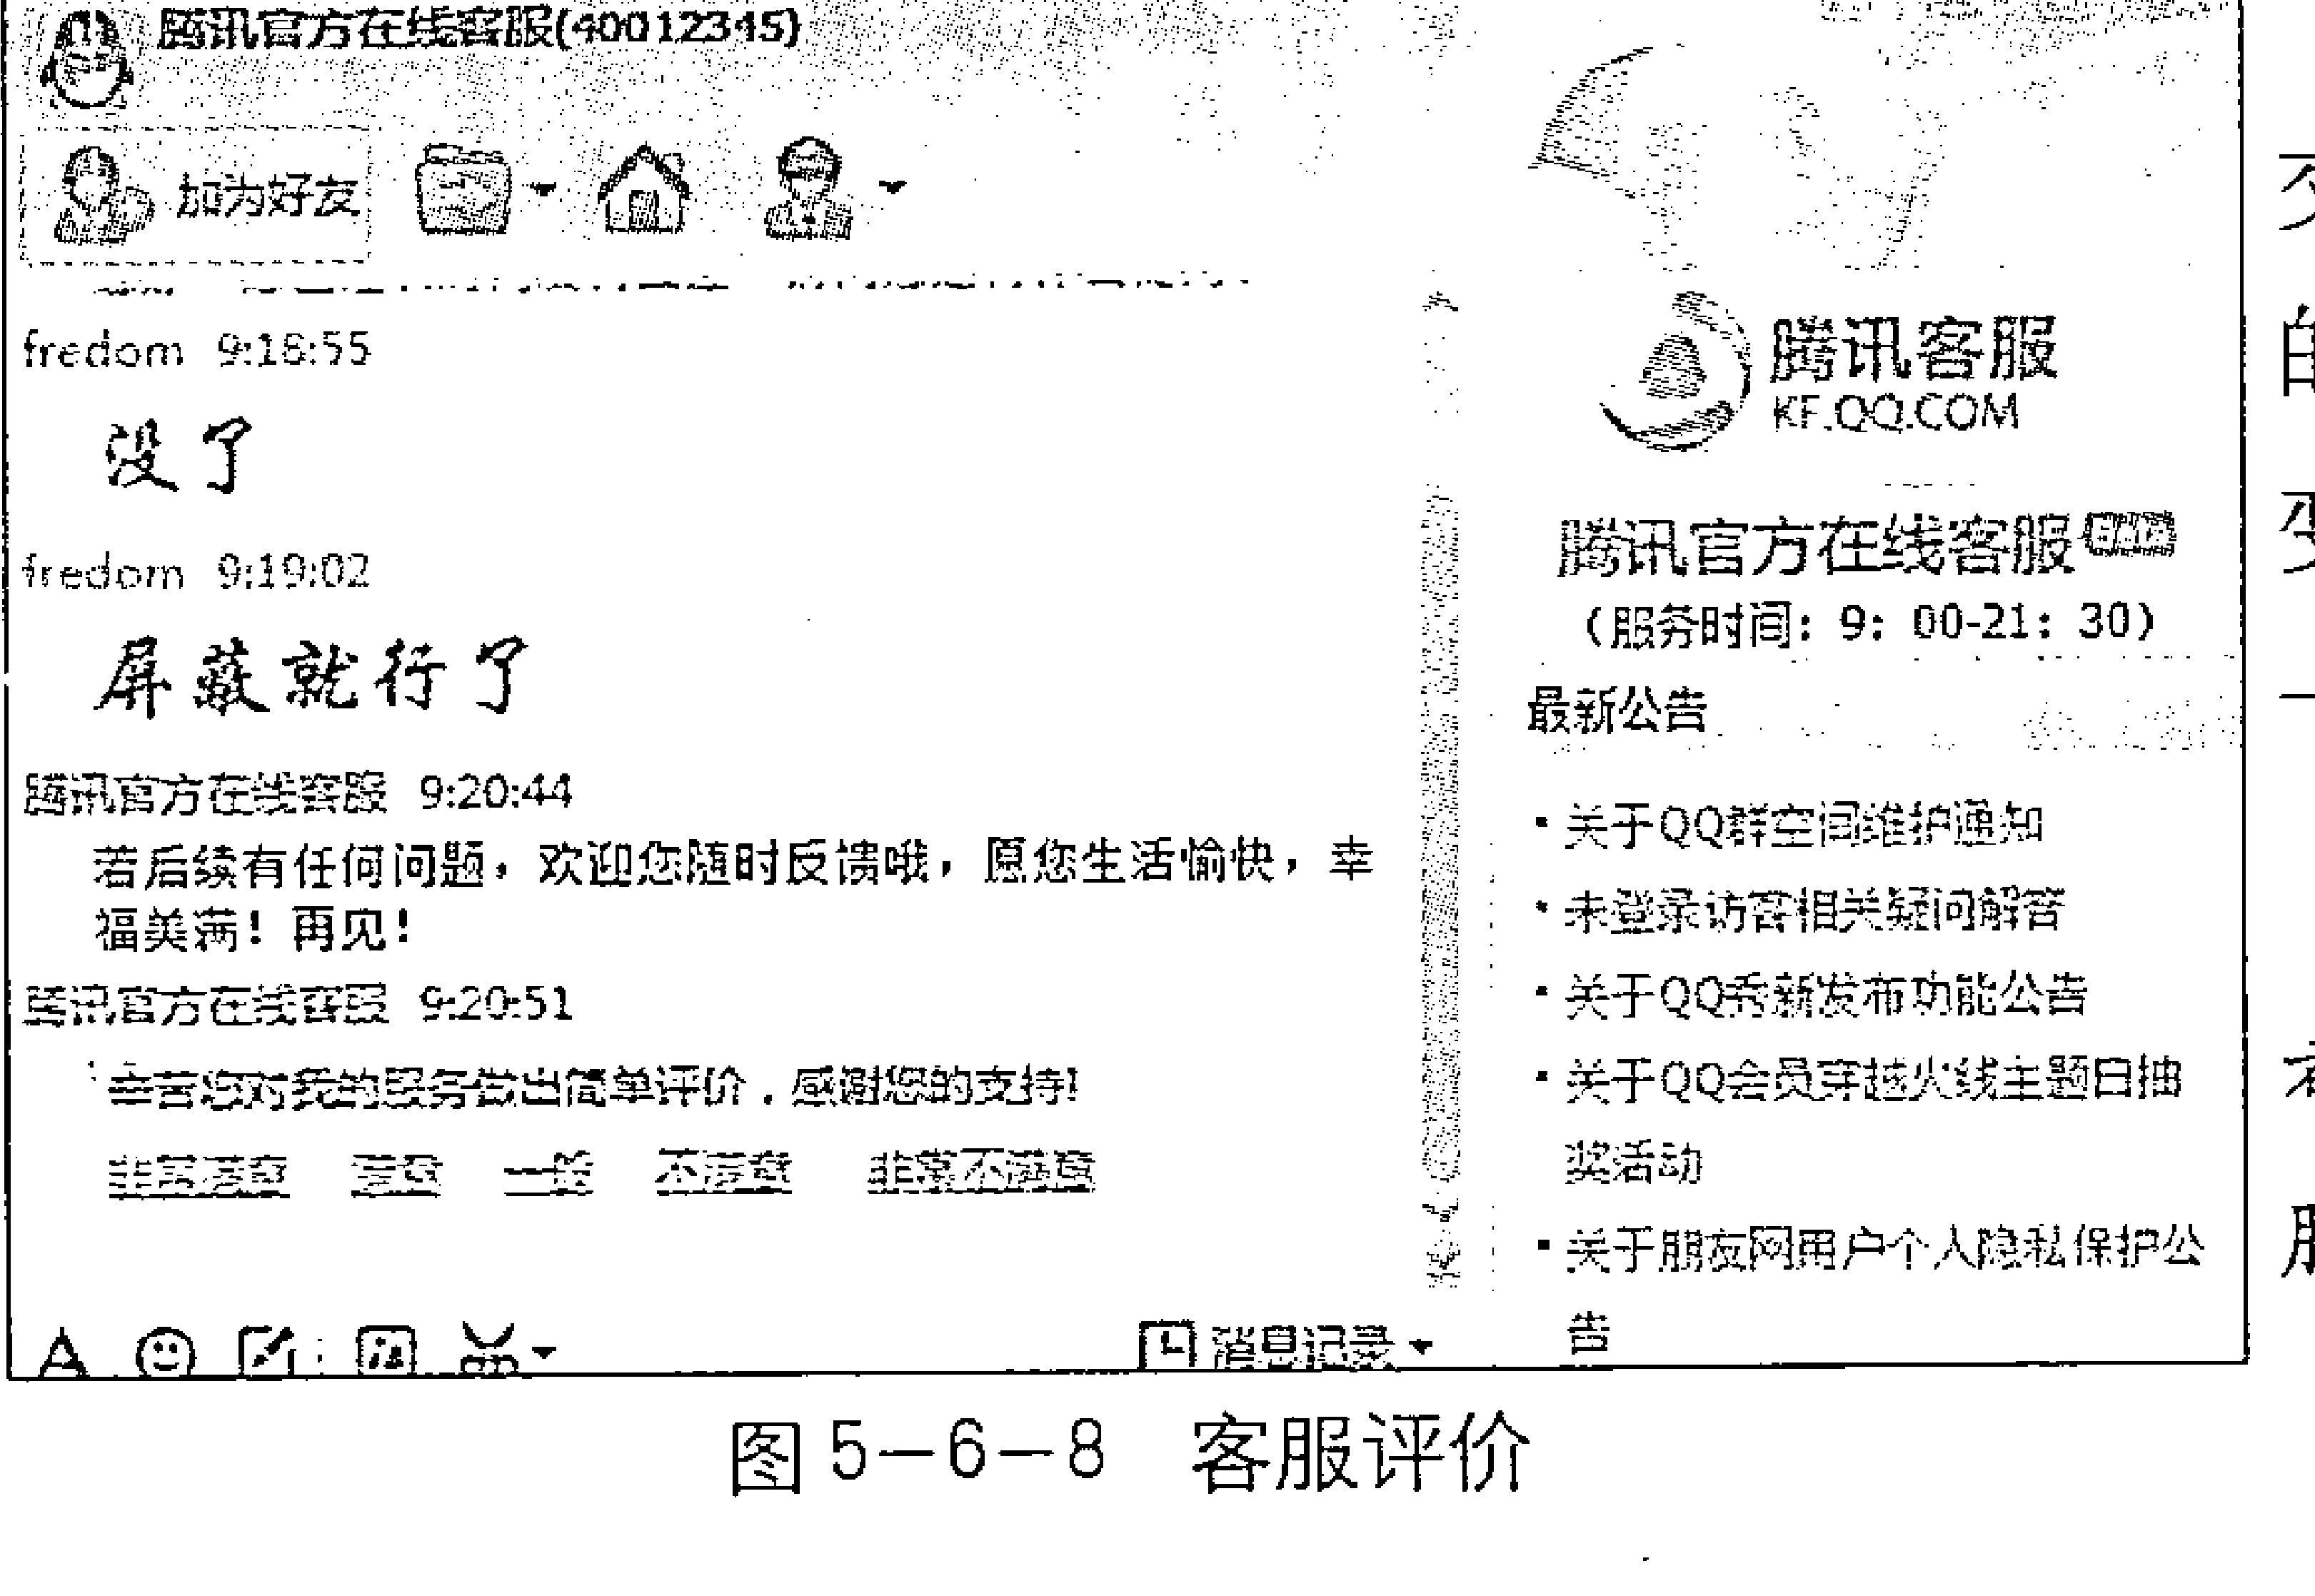 腾讯官方在线客服(40012345)
加为好友
fredom 9:18:55
没了
fredom 9:19:02
屏蔽就行了
腾讯官方在线客服 9:20:44
若后续有任何问题，欢迎您随时反馈哦，愿您生活愉快，幸
福美满！再见！
腾讯官方在线客服 9:20:51
辛苦您对我的服务做出简单评价，感谢您的支持!
非常满意 满意 一般 不满意 非常不满意
消息记录
腾讯客服
KF.QQ.COM
腾讯官方在线客服
（服务时间：9：00-21：30）
最新公告
·关于QQ群空间维护通知
·未登录访客相关疑问解答
·关于QQ秀新发布功能公告
·关于QQ会员穿越火线主题日抽
奖活动
·关于朋友网用户个人隐私保护公
告
图5-6-8 客服评价